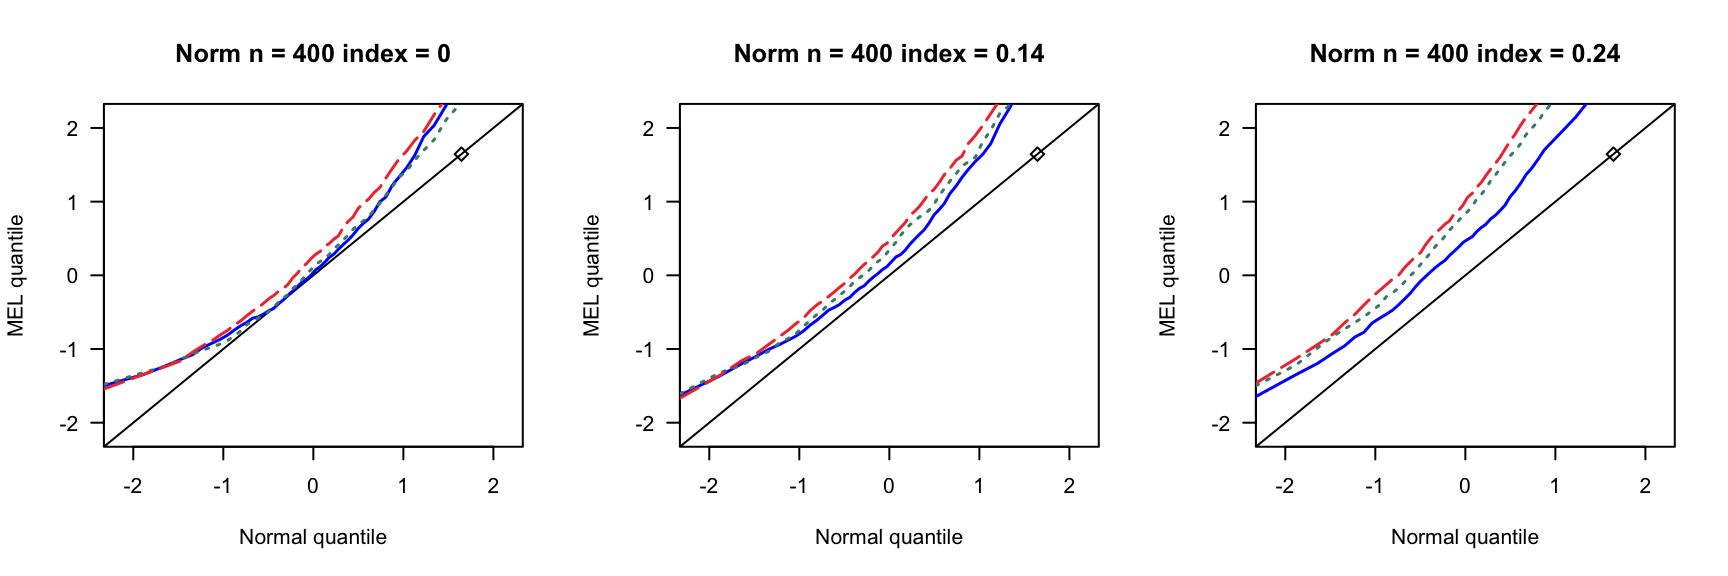 Norm n = 400 index = 0
MEL quantile
2
1
0
-1
-2
-2 -1 0 1 2
Normal quantile
Norm n = 400 index = 0.14
MEL quantile
2
1
0
-1
-2
-2 -1 0 1 2
Normal quantile
Norm n = 400 index = 0.24
MEL quantile
2
1
0
-1
-2
-2 -1 0 1 2
Normal quantile